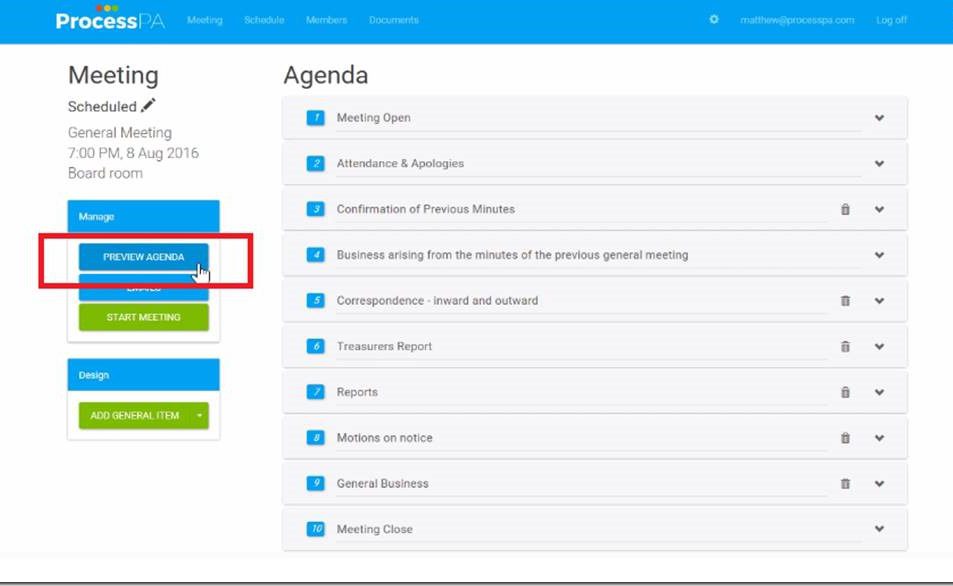 ProcessPA Meeting Schedule Members Documents matthew@processpa.com Log off
Meeting
Scheduled
General Meeting
7:00 PM, 8 Aug 2016
Board room
Manage
PREVIEW AGENDA
EMAILS
START MEETING
Design
ADD GENERAL ITEM
Agenda
1 Meeting Open
2 Attendance & Apologies
3 Confirmation of Previous Minutes
4 Business arising from the minutes of the previous general meeting
5 Correspondence - inward and outward
6 Treasurers Report
7 Reports
8 Motions on notice
9 General Business
10 Meeting Close